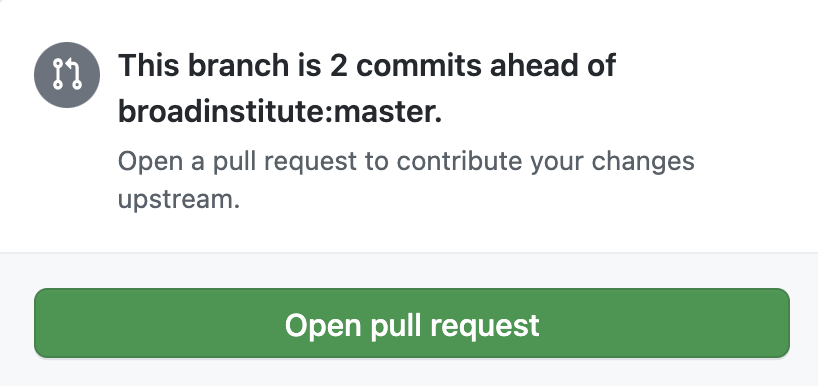 This branch is 2 commits ahead of
broadinstitute:master.
Open a pull request to contribute your changes
upstream.
Open pull request